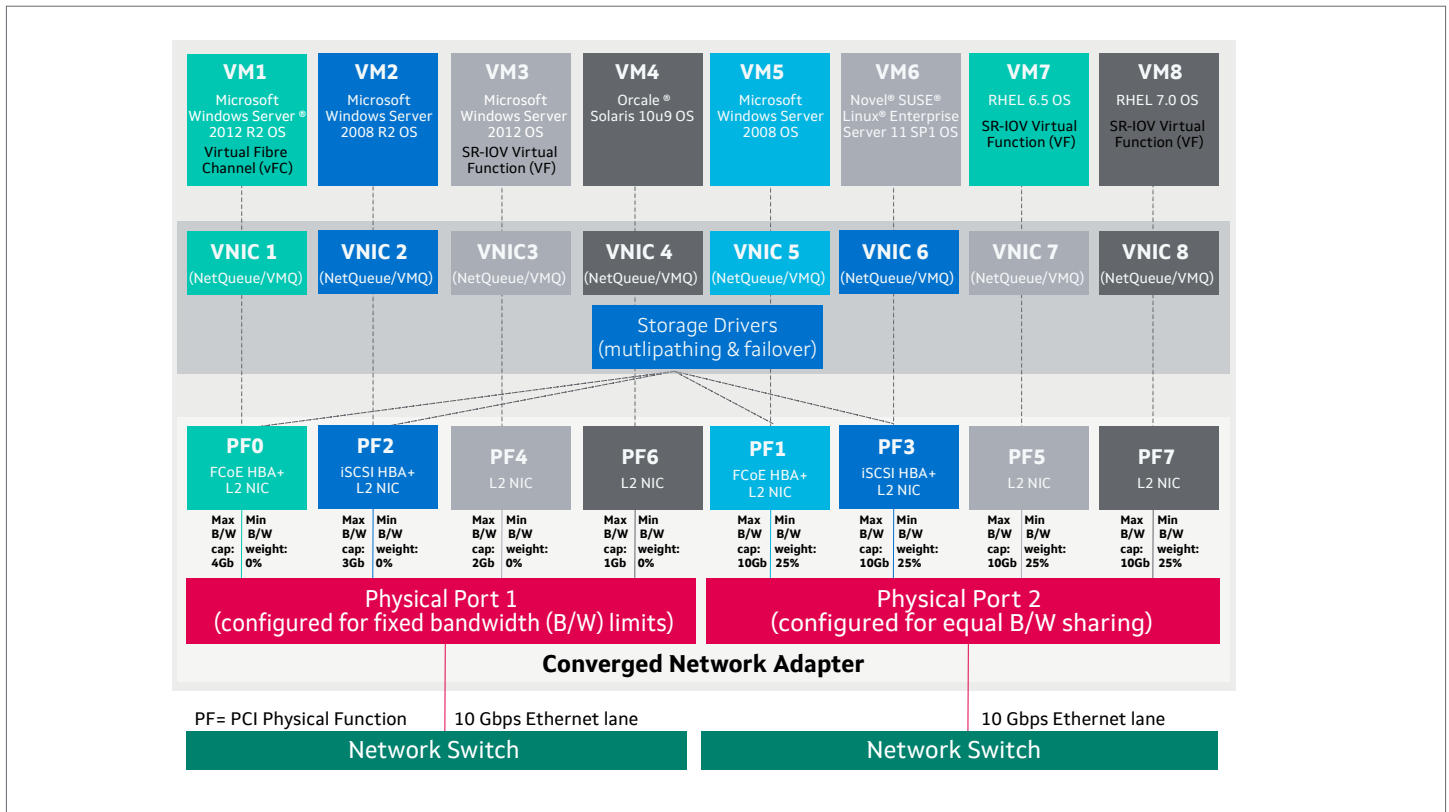 VM1
Microsoft
Windows Server ®
2012 R2 OS
Virtual Fibre
Channel (vFC)
VM2
Microsoft
Windows Server
2008 R2 OS
VM3
Microsoft
Windows Server
2012 OS
SR-IOV Virtual
Function (VF)
VM4
Orcale ®
Solaris 10u9 OS
VM5
Microsoft
Windows Server
2008 OS
VM6
Novel® SUSE®
Linux® Enterprise
Server 11 SP1 OS
VM7
RHEL 6.5 OS
SR-IOV Virtual
Function (VF)
VM8
RHEL 7.0 OS
SR-IOV Virtual
Function (VF)
VNIC 1
(NetQueue/VMQ)
VNIC 2
(NetQueue/VMQ)
VNIC3
(NetQueue/VMQ)
VNIC 4
(NetQueue/VMQ)
VNIC 5
(NetQueue/VMQ)
VNIC 6
(NetQueue/VMQ)
VNIC 7
(NetQueue/VMQ)
VNIC 8
(NetQueue/VMQ)
Storage Drivers
(mutlipathing & failover)
PF0
FCoE HBA+
L2 NIC
PF2
iSCSI HBA+
L2 NIC
PF4
L2 NIC
PF6
L2 NIC
PF1
FCoE HBA+
L2 NIC
PF3
iSCSI HBA+
L2 NIC
PF5
L2 NIC
PF7
L2 NIC
Max
B/W
cap:
4Gb
Min
B/W
weight:
0%
Max
B/W
cap:
3Gb
Min
B/W
weight:
0%
Max
B/W
cap:
2Gb
Min
B/W
weight:
0%
Max
B/W
cap:
1Gb
Min
B/W
weight:
0%
Max
B/W
cap:
10Gb
Min
B/W
weight:
25%
Max
B/W
cap:
10Gb
Min
B/W
weight:
25%
Max
B/W
cap:
10Gb
Min
B/W
weight:
25%
Max
B/W
cap:
10Gb
Min
B/W
weight:
25%
Physical Port 1
(configured for fixed bandwidth (B/W) limits)
Physical Port 2
(configured for equal B/W sharing)
Converged Network Adapter
PF= PCI Physical Function
10 Gbps Ethernet lane
10 Gbps Ethernet lane
Network Switch
Network Switch